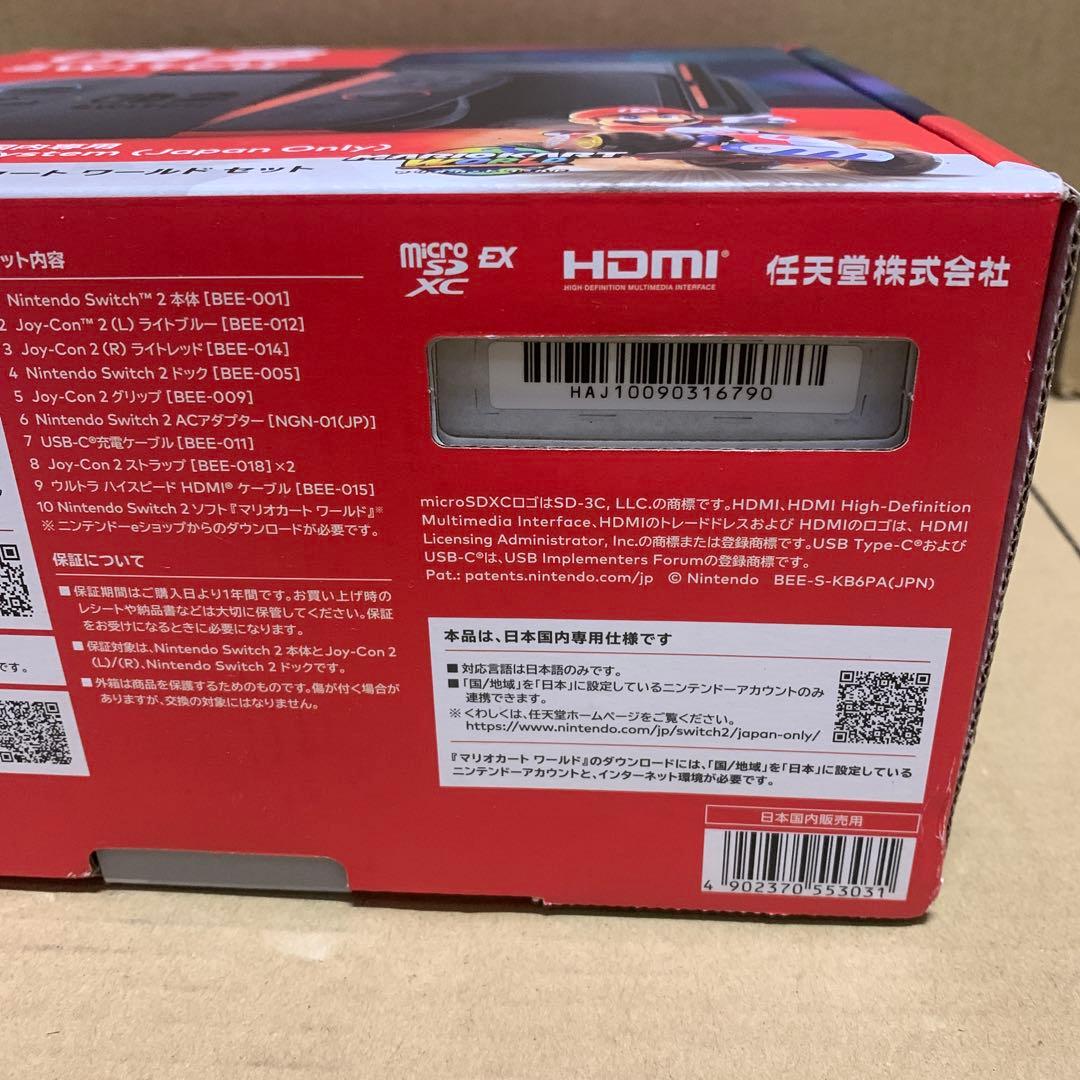 System (Japan Only)
カート ワールド セット
MARIOKART
WORLD
ット内容
Nintendo Switch™ 2 本体 [BEE-001]
2 Joy-Con™ 2 (L) ライトブルー [BEE-012]
3 Joy-Con 2 (R) ライトレッド [BEE-014]
4 Nintendo Switch 2 ドック [BEE-005]
5 Joy-Con 2 グリップ [BEE-009]
6 Nintendo Switch 2 ACアダプター [NGN-01(JP)]
7 USB-C®充電ケーブル [BEE-011]
8 Joy-Con 2 ストラップ [BEE-018] ×2
9 ウルトラ ハイスピード HDMI® ケーブル [BEE-015]
10 Nintendo Switch 2 ソフト『マリオカート ワールド』※
※ ニンテンドーeショップからのダウンロードが必要です。
保証について
■ 保証期間はご購入日より1年間です。お買い上げ時の
レシートや納品書などは大切に保管してください。保証
をお受けになるときに必要になります。
■ 保証対象は、Nintendo Switch 2 本体とJoy-Con 2
(L)/(R)、Nintendo Switch 2 ドックです。
■ 外箱は商品を保護するためのものです。傷が付く場合が
ありますが、交換の対象にはなりません。
です。
micro SD XC EX
HDMI®
HIGH-DEFINITION MULTIMEDIA INTERFACE
任天堂株式会社
HAJ10090316790
microSDXCロゴはSD-3C, LLC.の商標です。HDMI、HDMI High-Definition
Multimedia Interface、HDMIのトレードドレスおよび HDMIのロゴは、HDMI
Licensing Administrator, Inc.の商標または登録商標です。USB Type-C®および
USB-C®は、USB Implementers Forumの登録商標です。
Pat.: patents.nintendo.com/jp © Nintendo BEE-S-KB6PA(JPN)
本品は、日本国内専用仕様です
■ 対応言語は日本語のみです。
■ 「国/地域」を「日本」に設定しているニンテンドーアカウントのみ
連携できます。
※ くわしくは、任天堂ホームページをご覧ください。
https://www.nintendo.com/jp/switch2/japan-only/
『マリオカート ワールド』のダウンロードには、「国/地域」を「日本」に設定している
ニンテンドーアカウントと、インターネット環境が必要です。
日本国内販売用
4 902370 553031